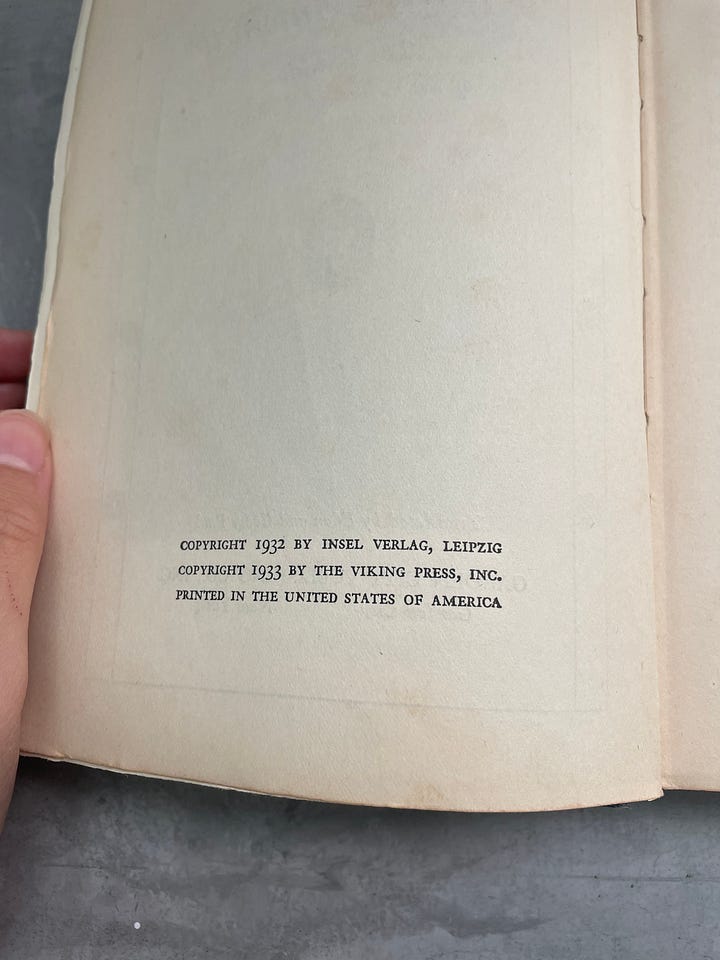 COPYRIGHT 1932 BY INSEL VERLAG, LEIPZIG
COPYRIGHT 1933 BY THE VIKING PRESS, INC.
PRINTED IN THE UNITED STATES OF AMERICA